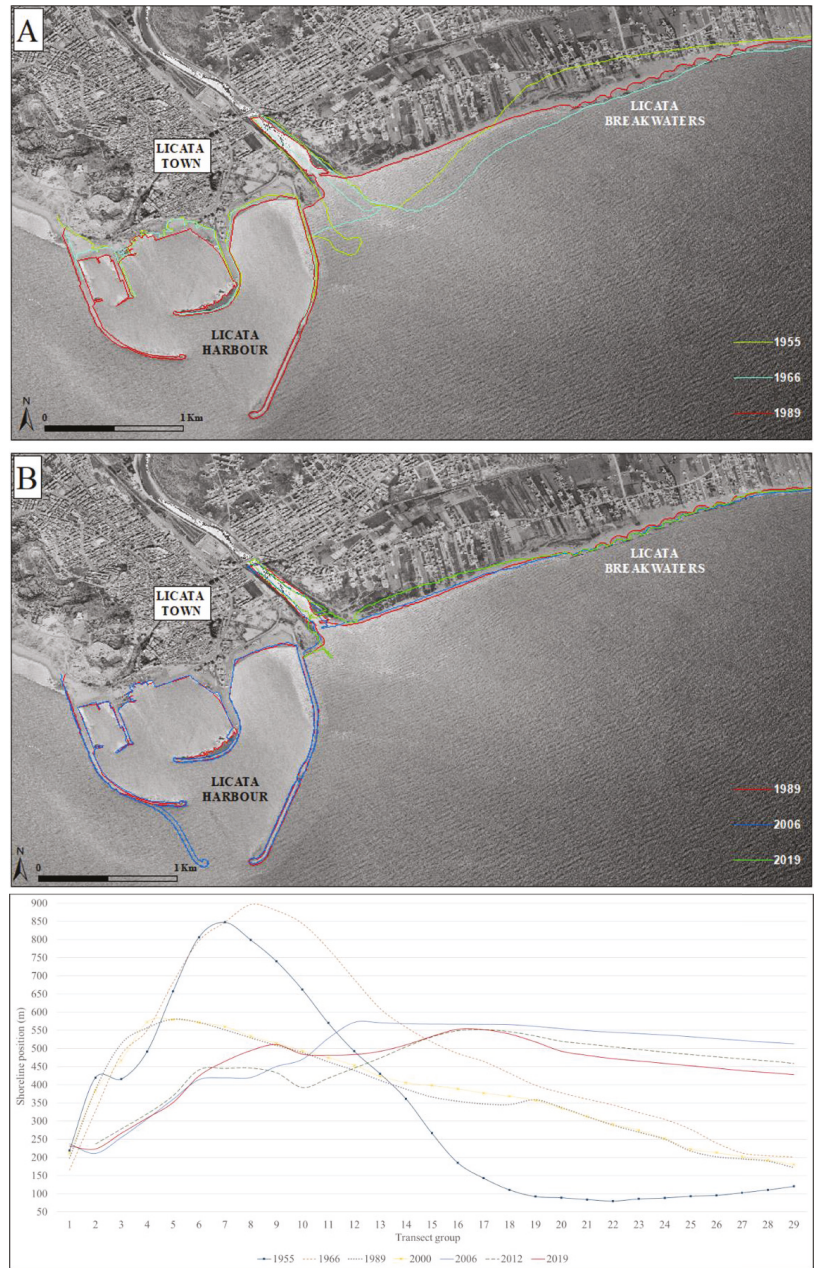 A
LICATA
TOWN
LICATA
BREAKWATERS
LICATA
HARBOUR
1955
1966
1989
N
0 1 Km
B
LICATA
TOWN
LICATA
BREAKWATERS
LICATA
HARBOUR
1989
2006
2019
N
0 1 Km
900
850
800
750
700
650
600
550
500
450
400
350
300
250
200
150
100
50
Shoreline position (m)
1 2 3 4 5 6 7 8 9 10 11 12 13 14 15 16 17 18 19 20 21 22 23 24 25 26 27 28 29
Transect group
1955 1966 1989 2000 2006 2012 2019